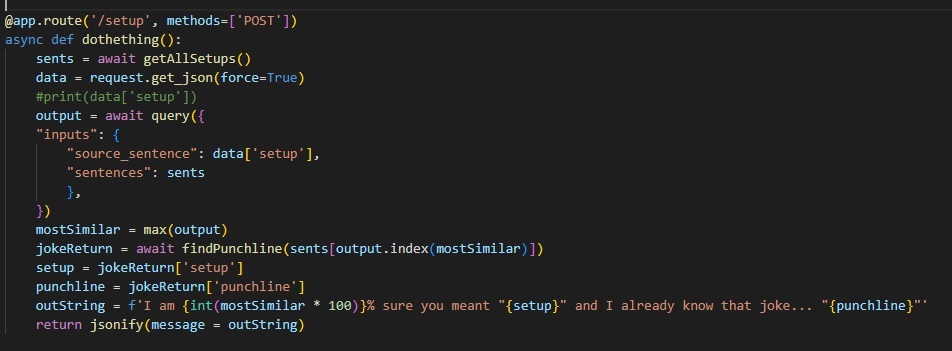 @app.route('/setup', methods=['POST'])
async def dothething():
    sents = await getAllSetups()
    data = request.get_json(force=True)
    #print(data['setup'])
    output = await query({
    "inputs": {
        "source_sentence": data['setup'],
        "sentences": sents
        },
    })
    mostSimilar = max(output)
    jokeReturn = await findPunchline(sents[output.index(mostSimilar)])
    setup = jokeReturn['setup']
    punchline = jokeReturn['punchline']
    outString = f'I am {int(mostSimilar * 100)}% sure you meant "{setup}" and I already know that joke... "{punchline}"'
    return jsonify(message = outString)